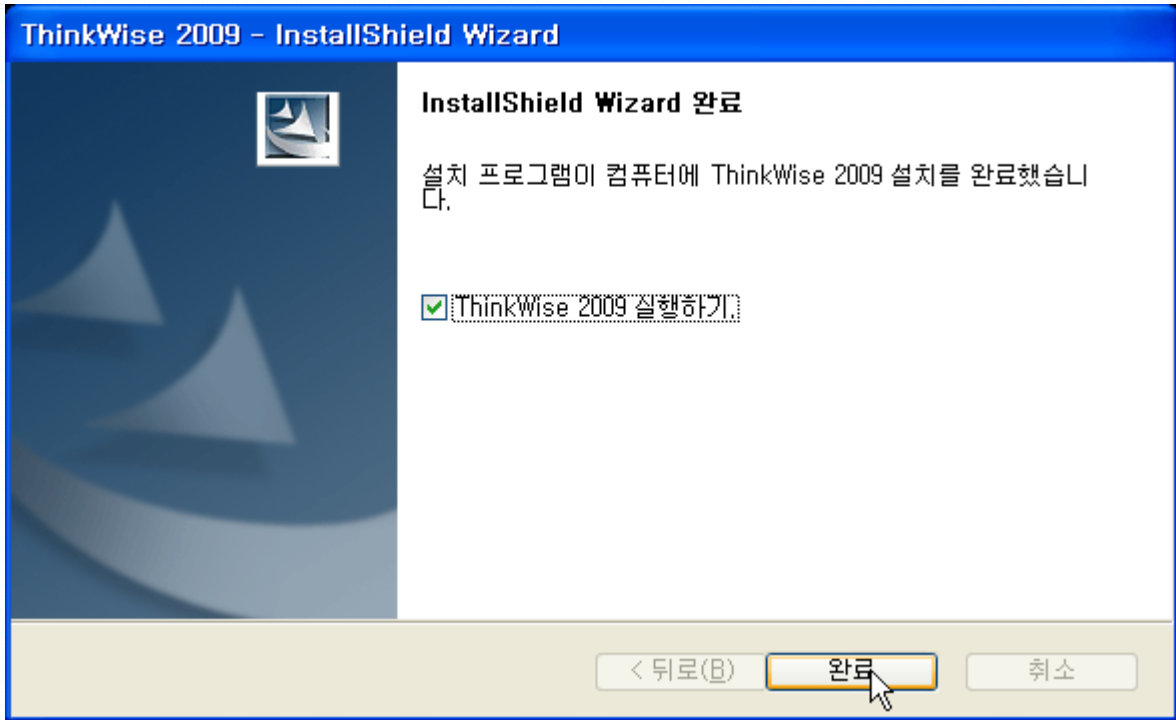 ThinkWise 2009 - InstallShield Wizard
InstallShield Wizard 완료
설치 프로그램이 컴퓨터에 ThinkWise 2009 설치를 완료했습니
다.
ThinkWise 2009 실행하기.
< 뒤로(B) 완료 취소